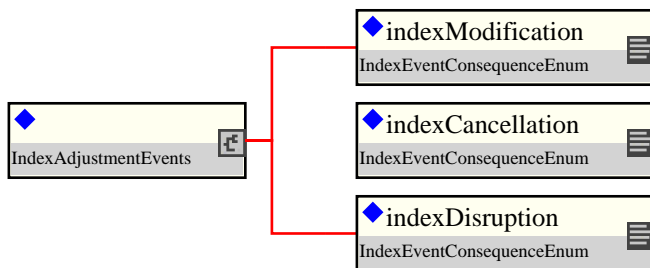 indexModification
IndexEventConsequenceEnum
IndexAdjustmentEvents
indexCancellation
IndexEventConsequenceEnum
indexDisruption
IndexEventConsequenceEnum